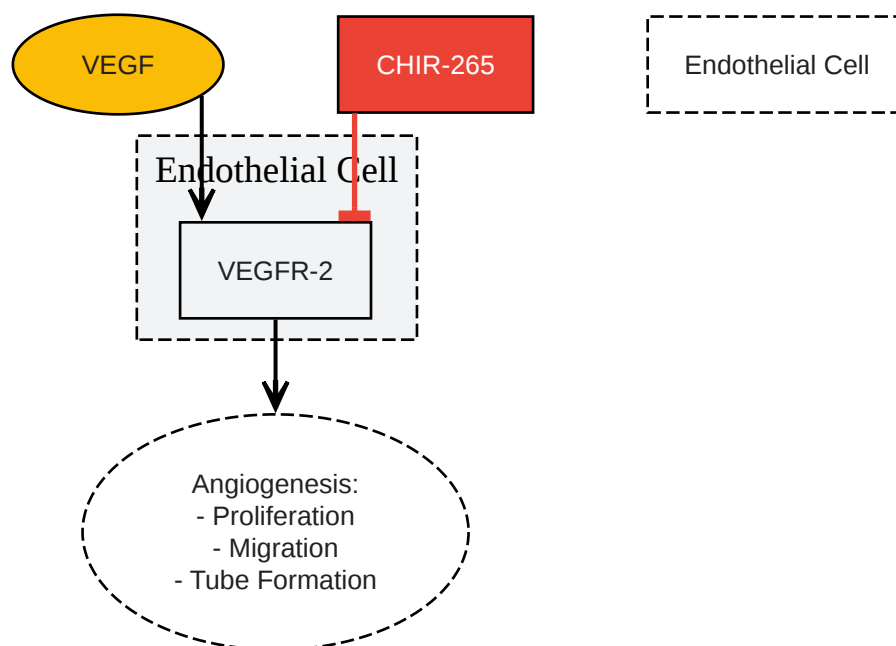 VEGF
CHIR-265
Endothelial Cell
Endothelial Cell
VEGFR-2
Angiogenesis:
- Proliferation
- Migration
- Tube Formation